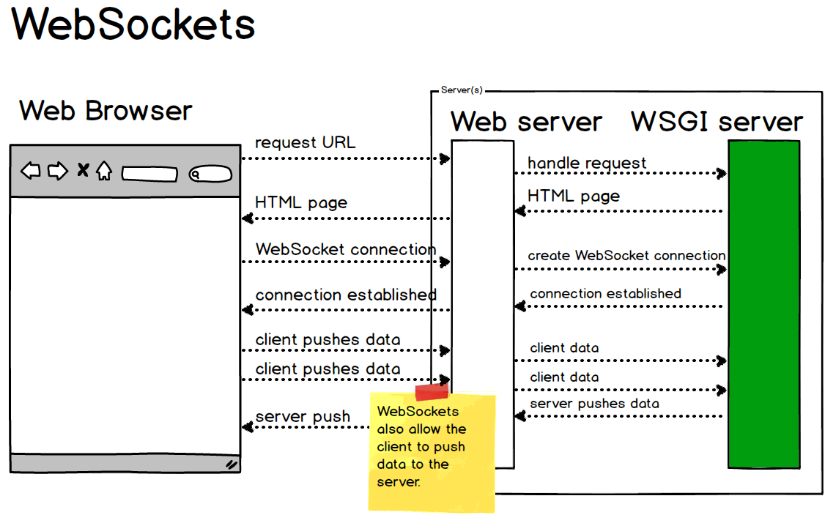 WebSockets
Server(s)
Web Browser
Web server
WSGI server
request URL
handle request
HTML page
HTML page
WebSocket connection
create WebSocket connection
connection established
connection established
client pushes data
client data
client pushes data
client data
server push
server pushes data
WebSockets
also allow the
client to push
data to the
server.